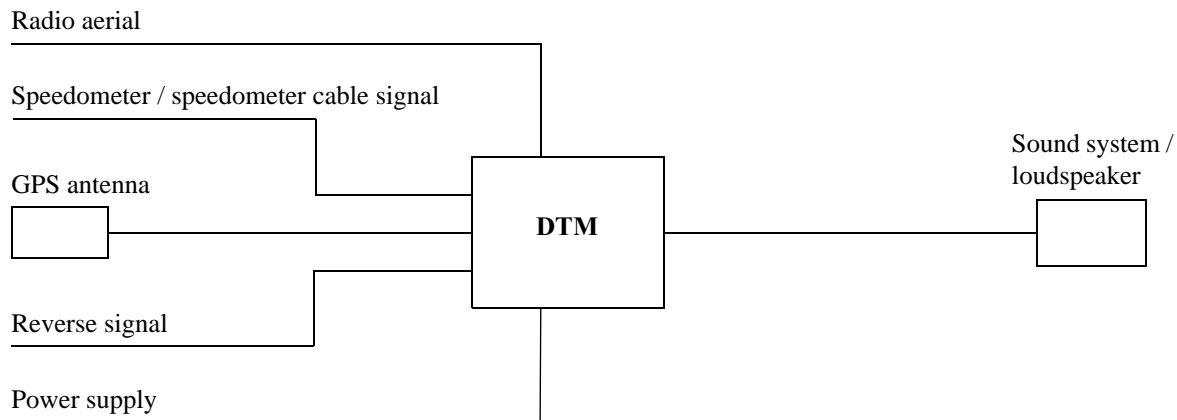 Radio aerial
Speedometer / speedometer cable signal
Sound system /
loudspeaker
GPS antenna
DTM
Reverse signal
Power supply